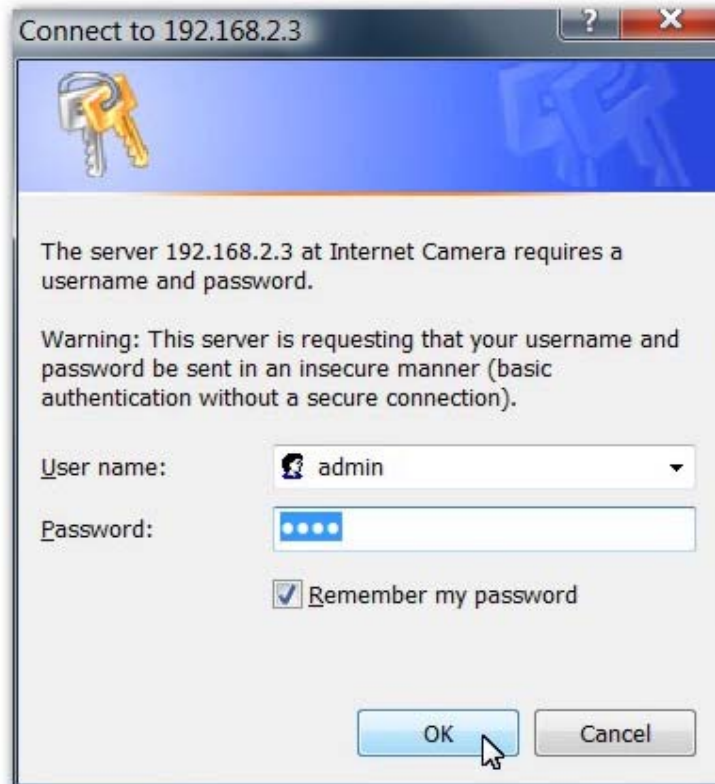 Connect to 192.168.2.3
?
X
The server 192.168.2.3 at Internet Camera requires a
username and password.
Warning: This server is requesting that your username and
password be sent in an insecure manner (basic
authentication without a secure connection).
User name:
admin
Password:
••••
Remember my password
OK
Cancel